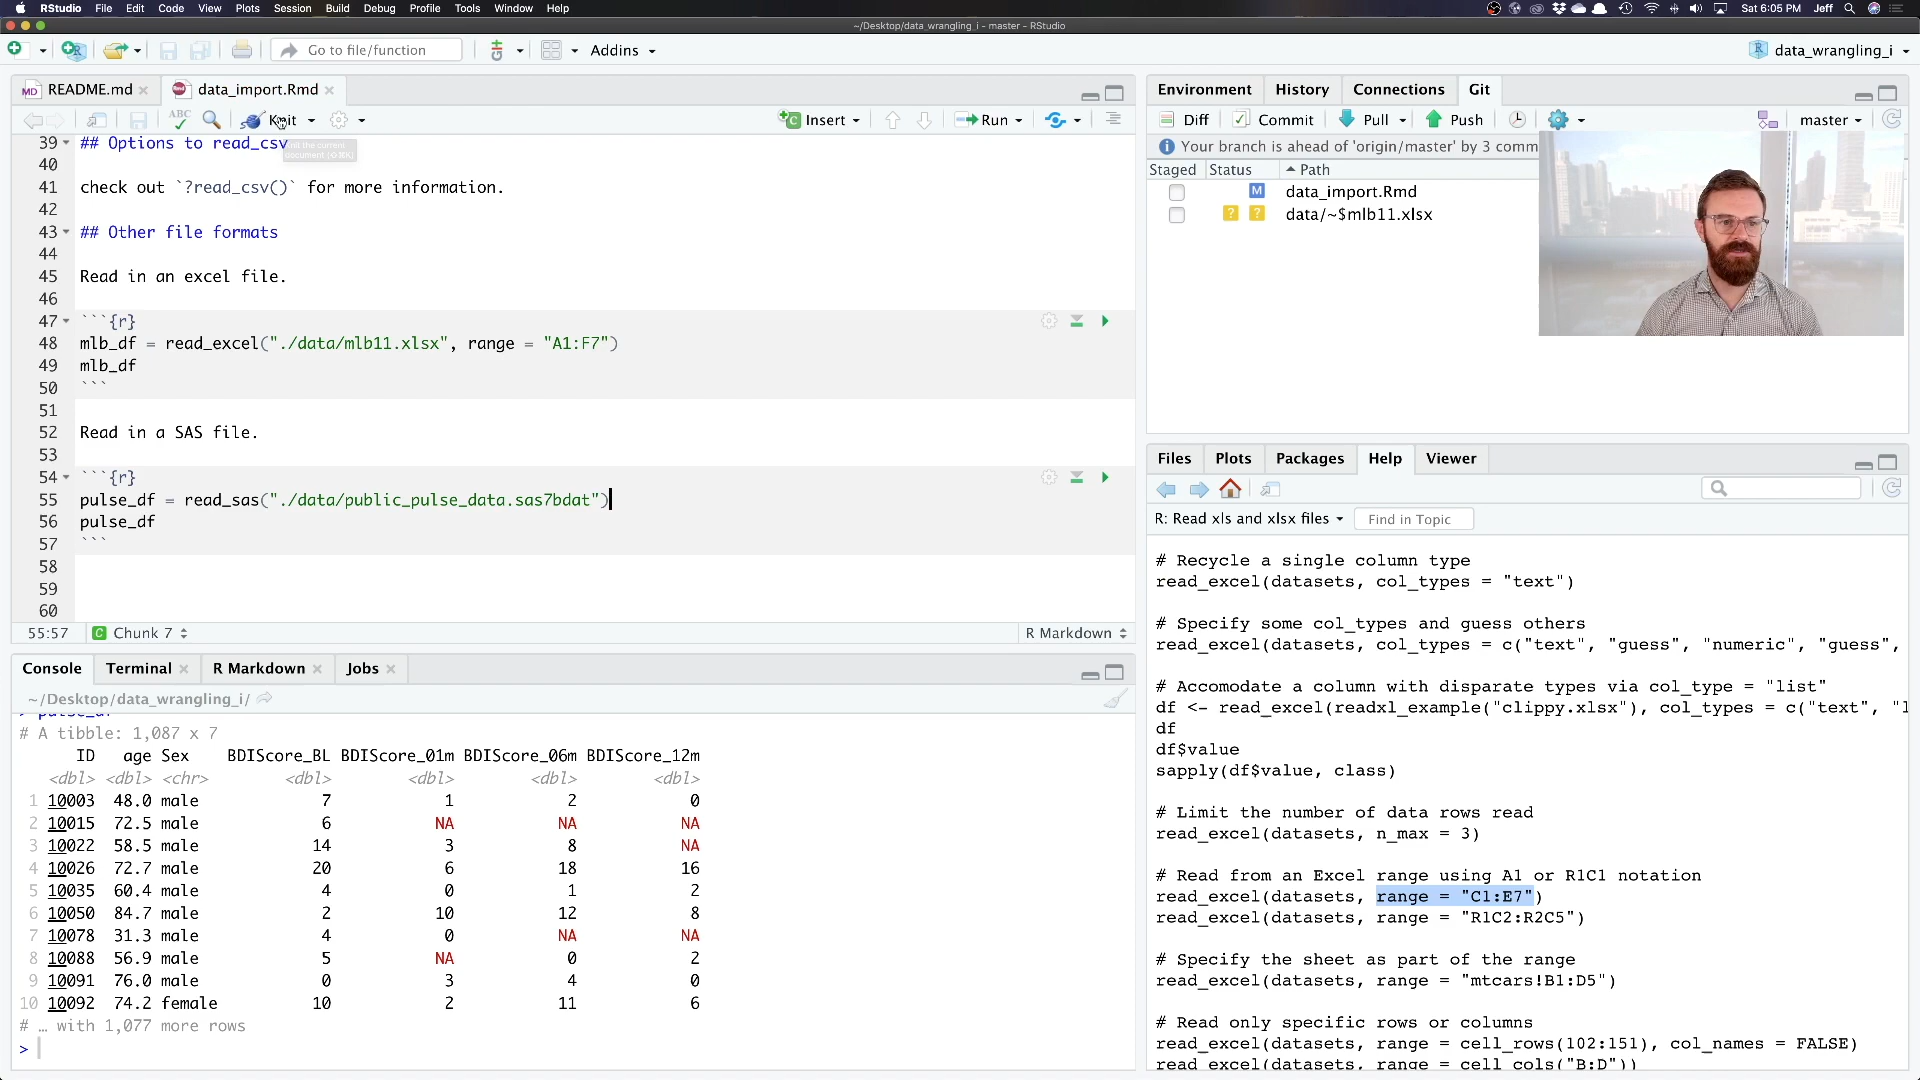 RStudio File Edit Code View Plots Session Build Debug Profile Tools Window Help
Sat 6:05 PM Jeff
~/Desktop/data_wrangling_i - master - RStudio
Go to file/function
Addins
data_wrangling_i
README.md
data_import.Rmd
ABC
Knit
Insert
Run
39 ## Options to read_csv
40
41 check out `?read_csv()` for more information.
42
43 ## Other file formats
44
45 Read in an excel file.
46
47 ```{r}
48 mlb_df = read_excel("./data/mlb11.xlsx", range = "A1:F7")
49 mlb_df
50 ```
51
52 Read in a SAS file.
53
54 ```{r}
55 pulse_df = read_sas("./data/public_pulse_data.sas7bdat")
56 pulse_df
57 ```
58
59
60
55:57 C Chunk 7
R Markdown
Console Terminal R Markdown Jobs
~/Desktop/data_wrangling_i/
> pulse_df
# A tibble: 1,087 x 7
ID age Sex BDIScore_BL BDIScore_01m BDIScore_06m BDIScore_12m
<dbl> <dbl> <chr> <dbl> <dbl> <dbl> <dbl>
1 10003 48.0 male 7 1 2 0
2 10015 72.5 male 6 NA NA NA
3 10022 58.5 male 14 3 8 NA
4 10026 72.7 male 20 6 18 16
5 10035 60.4 male 4 0 1 2
6 10050 84.7 male 2 10 12 8
7 10078 31.3 male 4 0 NA NA
8 10088 56.9 male 5 NA 0 2
9 10091 76.0 male 0 3 4 0
10 10092 74.2 female 10 2 11 6
# … with 1,077 more rows
>
Environment History Connections Git
Diff Commit Pull Push
master
Your branch is ahead of 'origin/master' by 3 comm
Staged Status Path
M data_import.Rmd
? ? data/~$mlb11.xlsx
Files Plots Packages Help Viewer
R: Read xls and xlsx files
Find in Topic
# Recycle a single column type
read_excel(datasets, col_types = "text")
# Specify some col_types and guess others
read_excel(datasets, col_types = c("text", "guess", "numeric", "guess",
# Accomodate a column with disparate types via col_type = "list"
df <- read_excel(readxl_example("clippy.xlsx"), col_types = c("text", "l
df
df$value
sapply(df$value, class)
# Limit the number of data rows read
read_excel(datasets, n_max = 3)
# Read from an Excel range using A1 or R1C1 notation
read_excel(datasets, range = "C1:E7")
read_excel(datasets, range = "R1C2:R2C5")
# Specify the sheet as part of the range
read_excel(datasets, range = "mtcars!B1:D5")
# Read only specific rows or columns
read_excel(datasets, range = cell_rows(102:151), col_names = FALSE)
read_excel(datasets, range = cell_cols("B:D"))